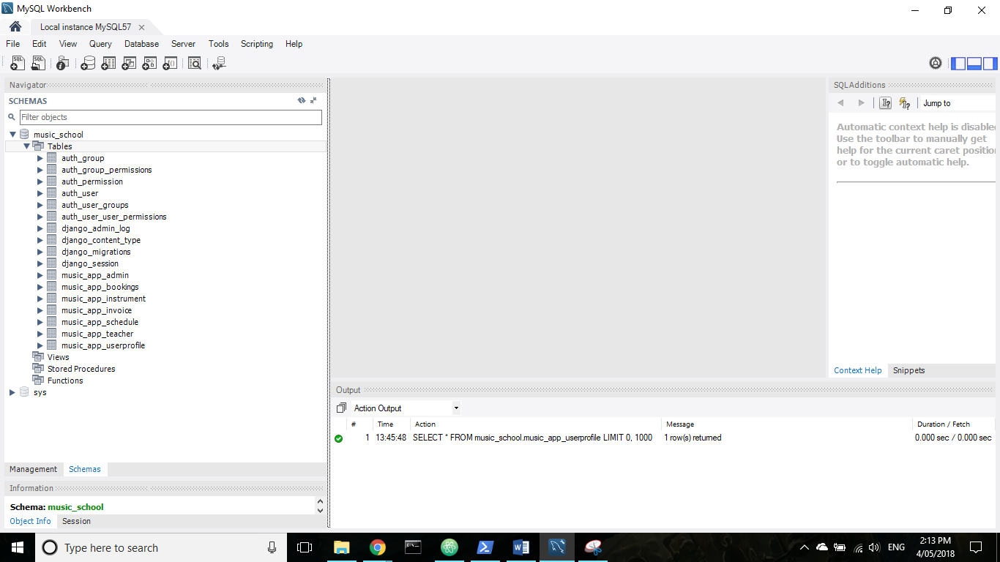 MySQL Workbench
Local instance MySQL57
File Edit View Query Database Server Tools Scripting Help
Navigator
SCHEMAS
Filter objects
music_school
Tables
auth_group
auth_group_permissions
auth_permission
auth_user
auth_user_groups
auth_user_user_permissions
django_admin_log
django_content_type
django_migrations
django_session
music_app_admin
music_app_bookings
music_app_instrument
music_app_invoice
music_app_schedule
music_app_teacher
music_app_userprofile
Views
Stored Procedures
Functions
sys
Management Schemas
Information
Schema: music_school
Object Info Session
SQL Additions
Jump to
Automatic context help is disabled
Use the toolbar to manually get
help for the current caret position
or to toggle automatic help.
Context Help Snippets
Output
Action Output
# Time Action Message Duration / Fetch
1 13:45:48 SELECT * FROM music_school.music_app_userprofile LIMIT 0, 1000 1 row(s) returned 0.000 sec / 0.000 sec
Type here to search
ENG
2:13 PM
4/05/2018